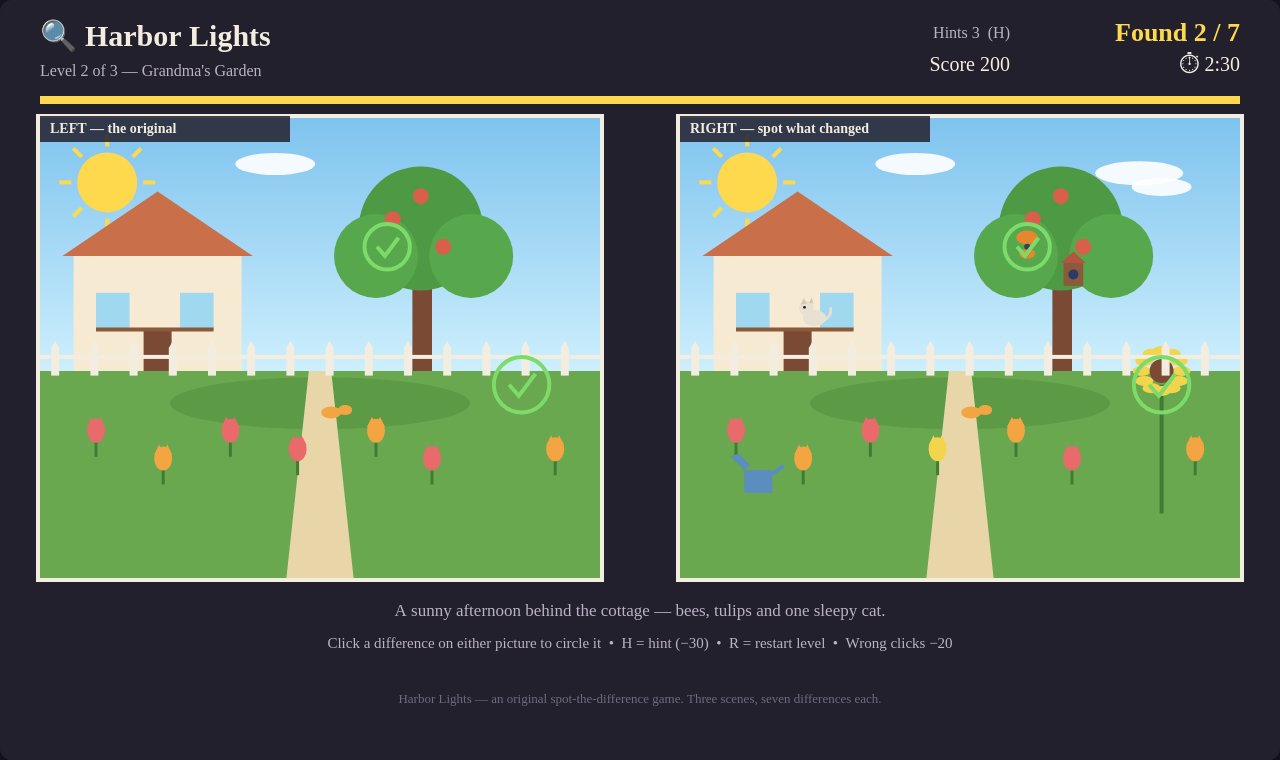 Harbor Lights
Level 2 of 3 — Grandma's Garden
Hints 3 (H)
Score 200
Found 2 / 7
2:30
LEFT — the original
RIGHT — spot what changed
A sunny afternoon behind the cottage — bees, tulips and one sleepy cat.
Click a difference on either picture to circle it • H = hint (−30) • R = restart level • Wrong clicks −20
Harbor Lights — an original spot-the-difference game. Three scenes, seven differences each.